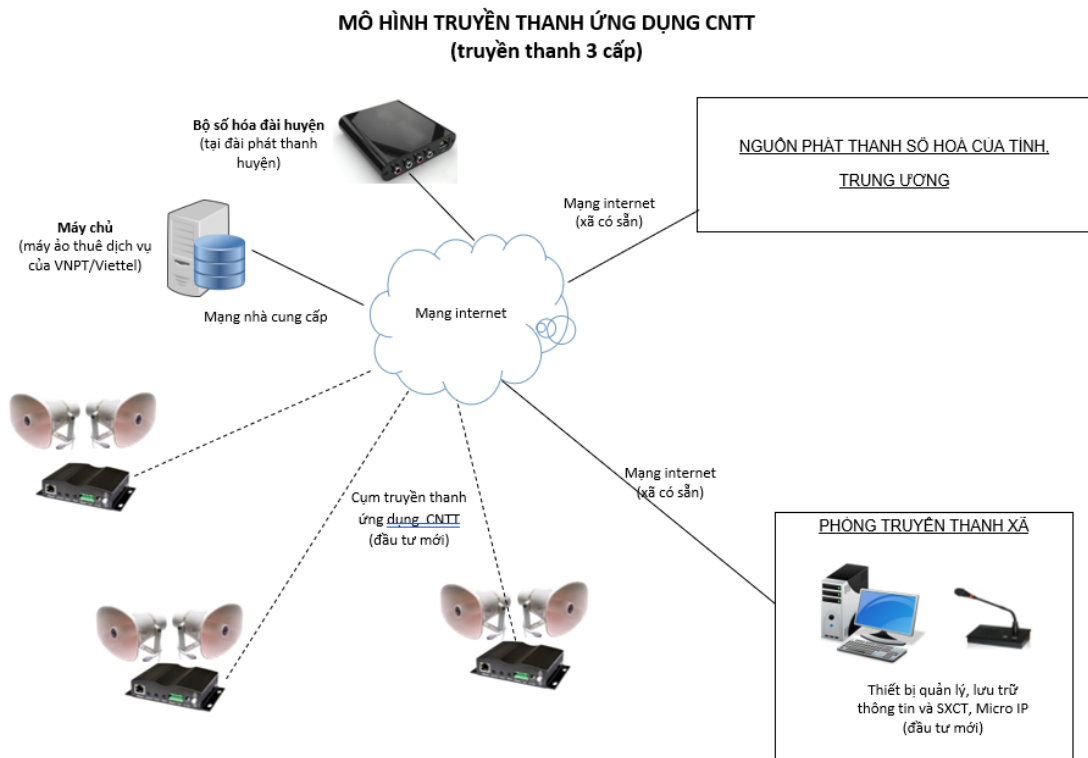 MÔ HÌNH TRUYỀN THANH ỨNG DỤNG CNTT
(truyền thanh 3 cấp)
Bộ số hóa đài huyện
(tại đài phát thanh
huyện)
NGUỒN PHÁT THANH SỐ HOÁ CỦA TỈNH,
TRUNG ƯƠNG
Mạng internet
(xã có sẵn)
Máy chủ
(máy ảo thuê dịch vụ
của VNPT/Viettel)
Mạng nhà cung cấp
Mạng internet
Mạng internet
(xã có sẵn)
Cụm truyền thanh
ứng dụng CNTT
(đầu tư mới)
PHÒNG TRUYỀN THANH XÃ
Thiết bị quản lý, lưu trữ
thông tin và SXCT, Micro IP
(đầu tư mới)